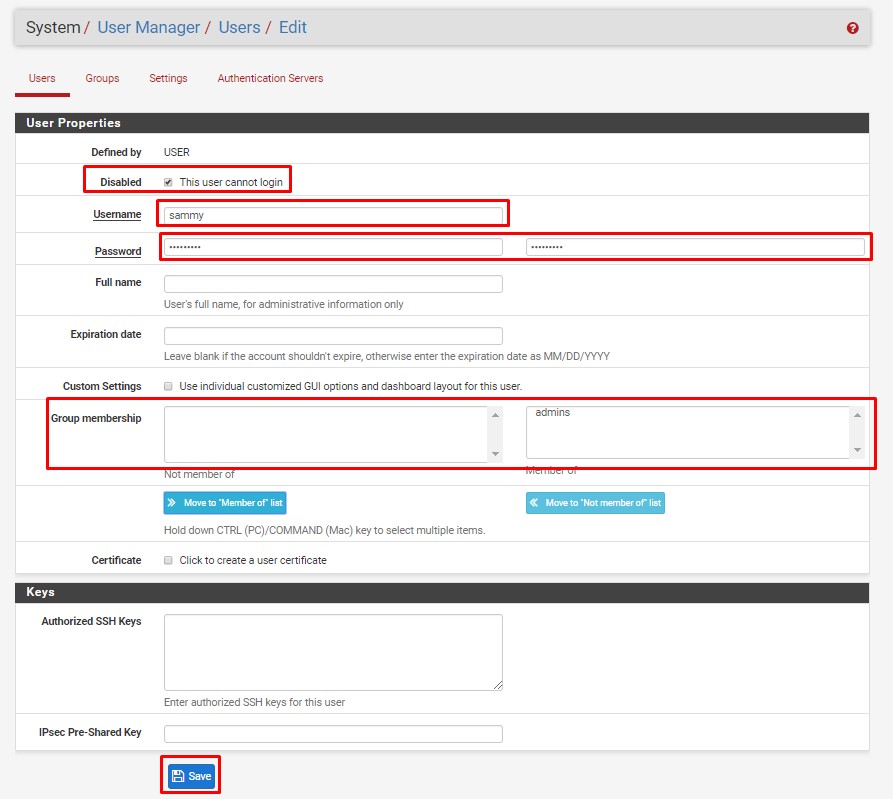 System / User Manager / Users / Edit
Users Groups Settings Authentication Servers
User Properties
Defined by USER
Disabled This user cannot login
Username sammy
Password ••••••••• •••••••••
Full name
User's full name, for administrative information only
Expiration date
Leave blank if the account shouldn't expire, otherwise enter the expiration date as MM/DD/YYYY
Custom Settings Use individual customized GUI options and dashboard layout for this user.
Group membership admins
Not member of Member of
Move to "Member of" list Move to "Not member of" list
Hold down CTRL (PC)/COMMAND (Mac) key to select multiple items.
Certificate Click to create a user certificate
Keys
Authorized SSH Keys
Enter authorized SSH keys for this user
IPsec Pre-Shared Key
Save